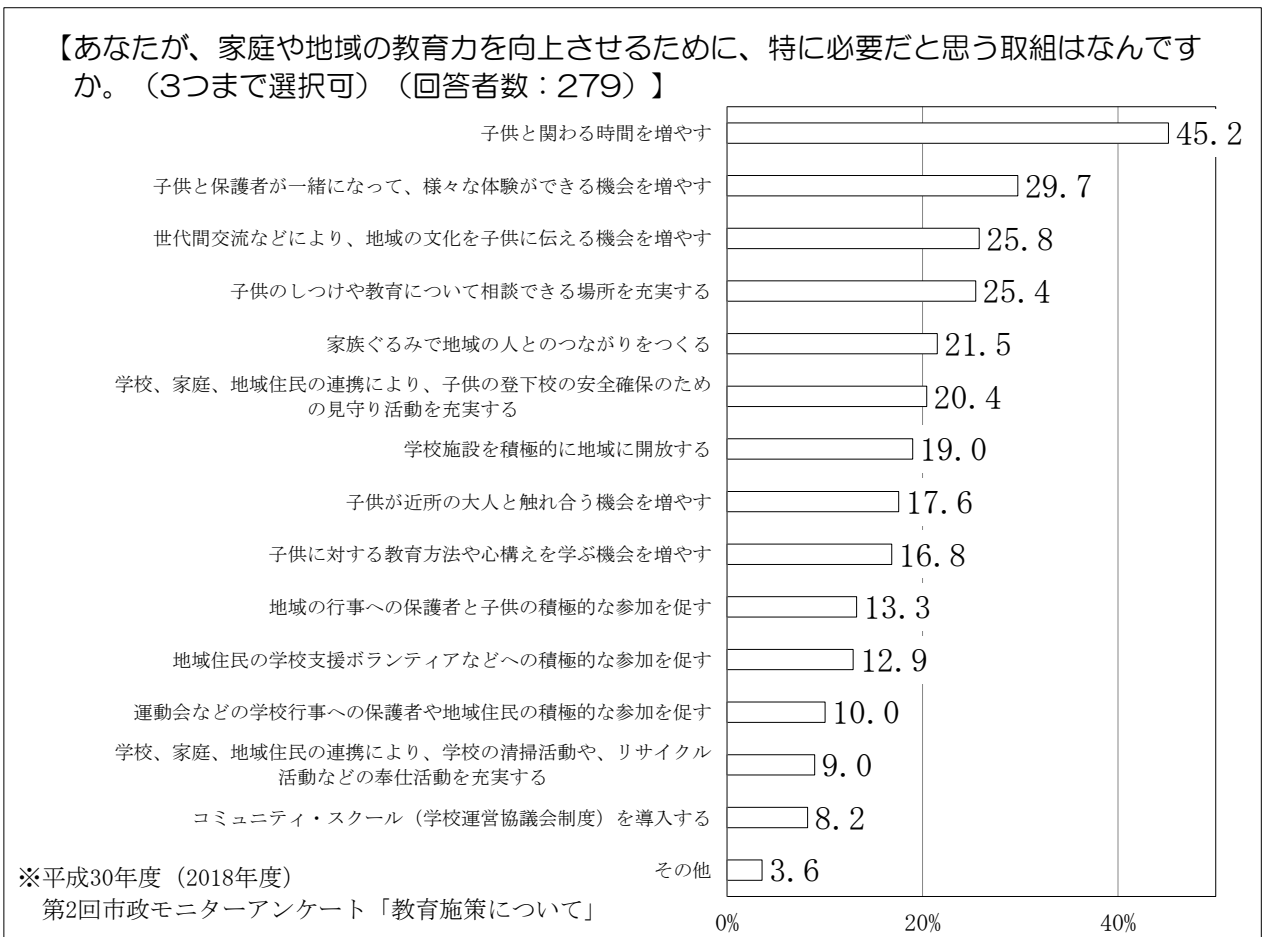 【あなたが、家庭や地域の教育力を向上させるために、特に必要だと思う取組はなんです
か。（3つまで選択可）（回答者数：279）】
子供と関わる時間を増やす 45.2
子供と保護者が一緒になって、様々な体験ができる機会を増やす 29.7
世代間交流などにより、地域の文化を子供に伝える機会を増やす 25.8
子供のしつけや教育について相談できる場所を充実する 25.4
家族ぐるみで地域の人とのつながりをつくる 21.5
学校、家庭、地域住民の連携により、子供の登下校の安全確保のため
の見守り活動を充実する 20.4
学校施設を積極的に地域に開放する 19.0
子供が近所の大人と触れ合う機会を増やす 17.6
子供に対する教育方法や心構えを学ぶ機会を増やす 16.8
地域の行事への保護者と子供の積極的な参加を促す 13.3
地域住民の学校支援ボランティアなどへの積極的な参加を促す 12.9
運動会などの学校行事への保護者や地域住民の積極的な参加を促す 10.0
学校、家庭、地域住民の連携により、学校の清掃活動や、リサイクル
活動などの奉仕活動を充実する 9.0
コミュニティ・スクール（学校運営協議会制度）を導入する 8.2
その他 3.6
0% 20% 40%
※平成30年度（2018年度）
第2回市政モニターアンケート「教育施策について」